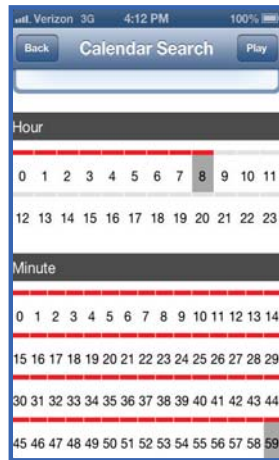 Verizon 3G 4:12 PM 100%
Back Calendar Search Play
Hour
0 1 2 3 4 5 6 7 8 9 10 11
12 13 14 15 16 17 18 19 20 21 22 23
Minute
0 1 2 3 4 5 6 7 8 9 10 11 12 13 14
15 16 17 18 19 20 21 22 23 24 25 26 27 28 29
30 31 32 33 34 35 36 37 38 39 40 41 42 43 44
45 46 47 48 49 50 51 52 53 54 55 56 57 58 59